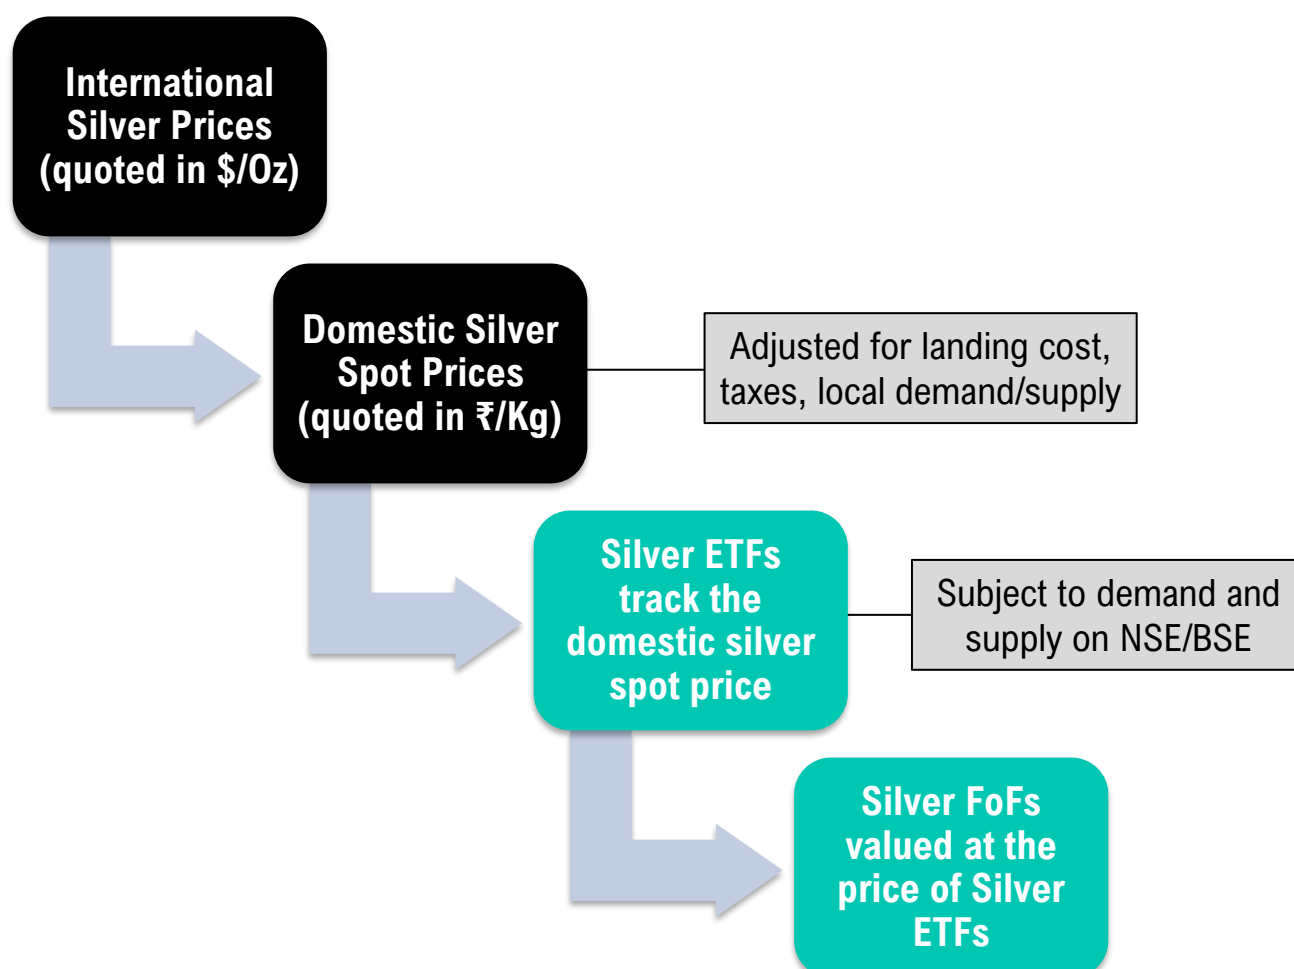 International
Silver Prices
(quoted in $/Oz)
Domestic Silver
Spot Prices
(quoted in ₹/Kg)
Adjusted for landing cost,
taxes, local demand/supply
Silver ETFs
track the
domestic silver
spot price
Subject to demand and
supply on NSE/BSE
Silver FoFs
valued at the
price of Silver
ETFs